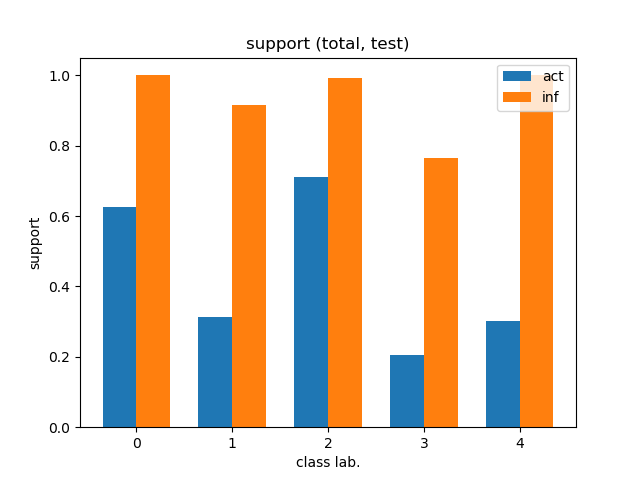 support (total, test)
act
inf
1.0
0.8
0.6
0.4
0.2
0.0
support
0 1 2 3 4
class lab.